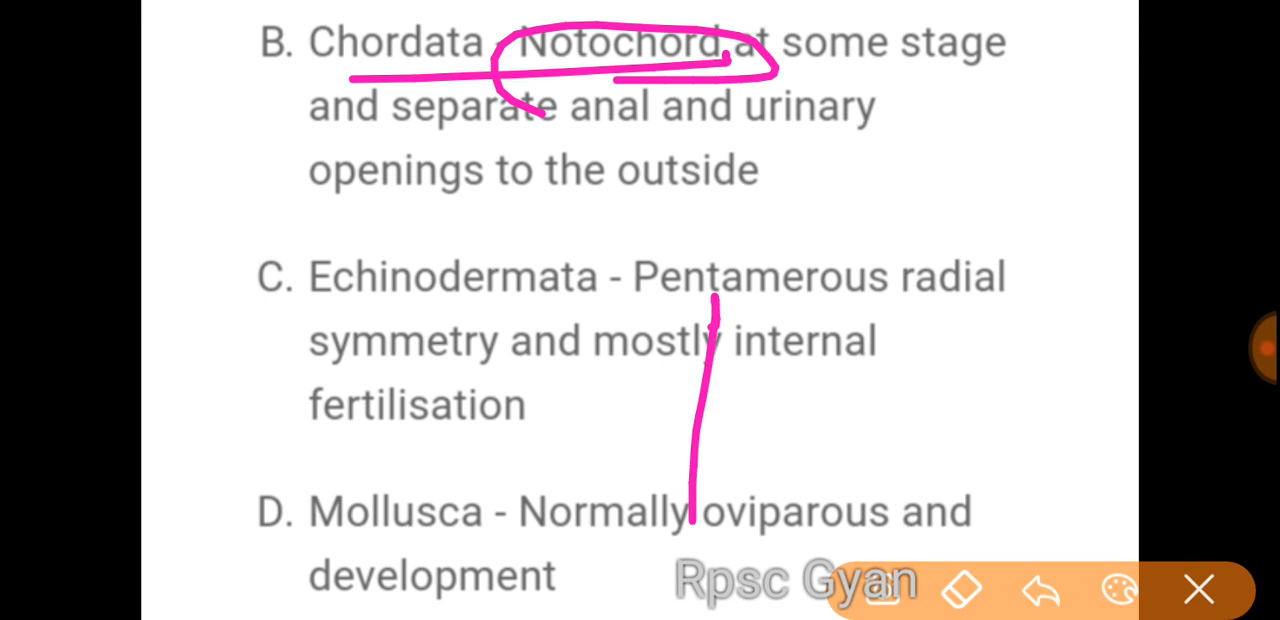 B. Chordata - Notochord at some stage
and separate anal and urinary
openings to the outside
C. Echinodermata - Pentamerous radial
symmetry and mostly internal
fertilisation
D. Mollusca - Normally oviparous and
development
Rpsc Gyan